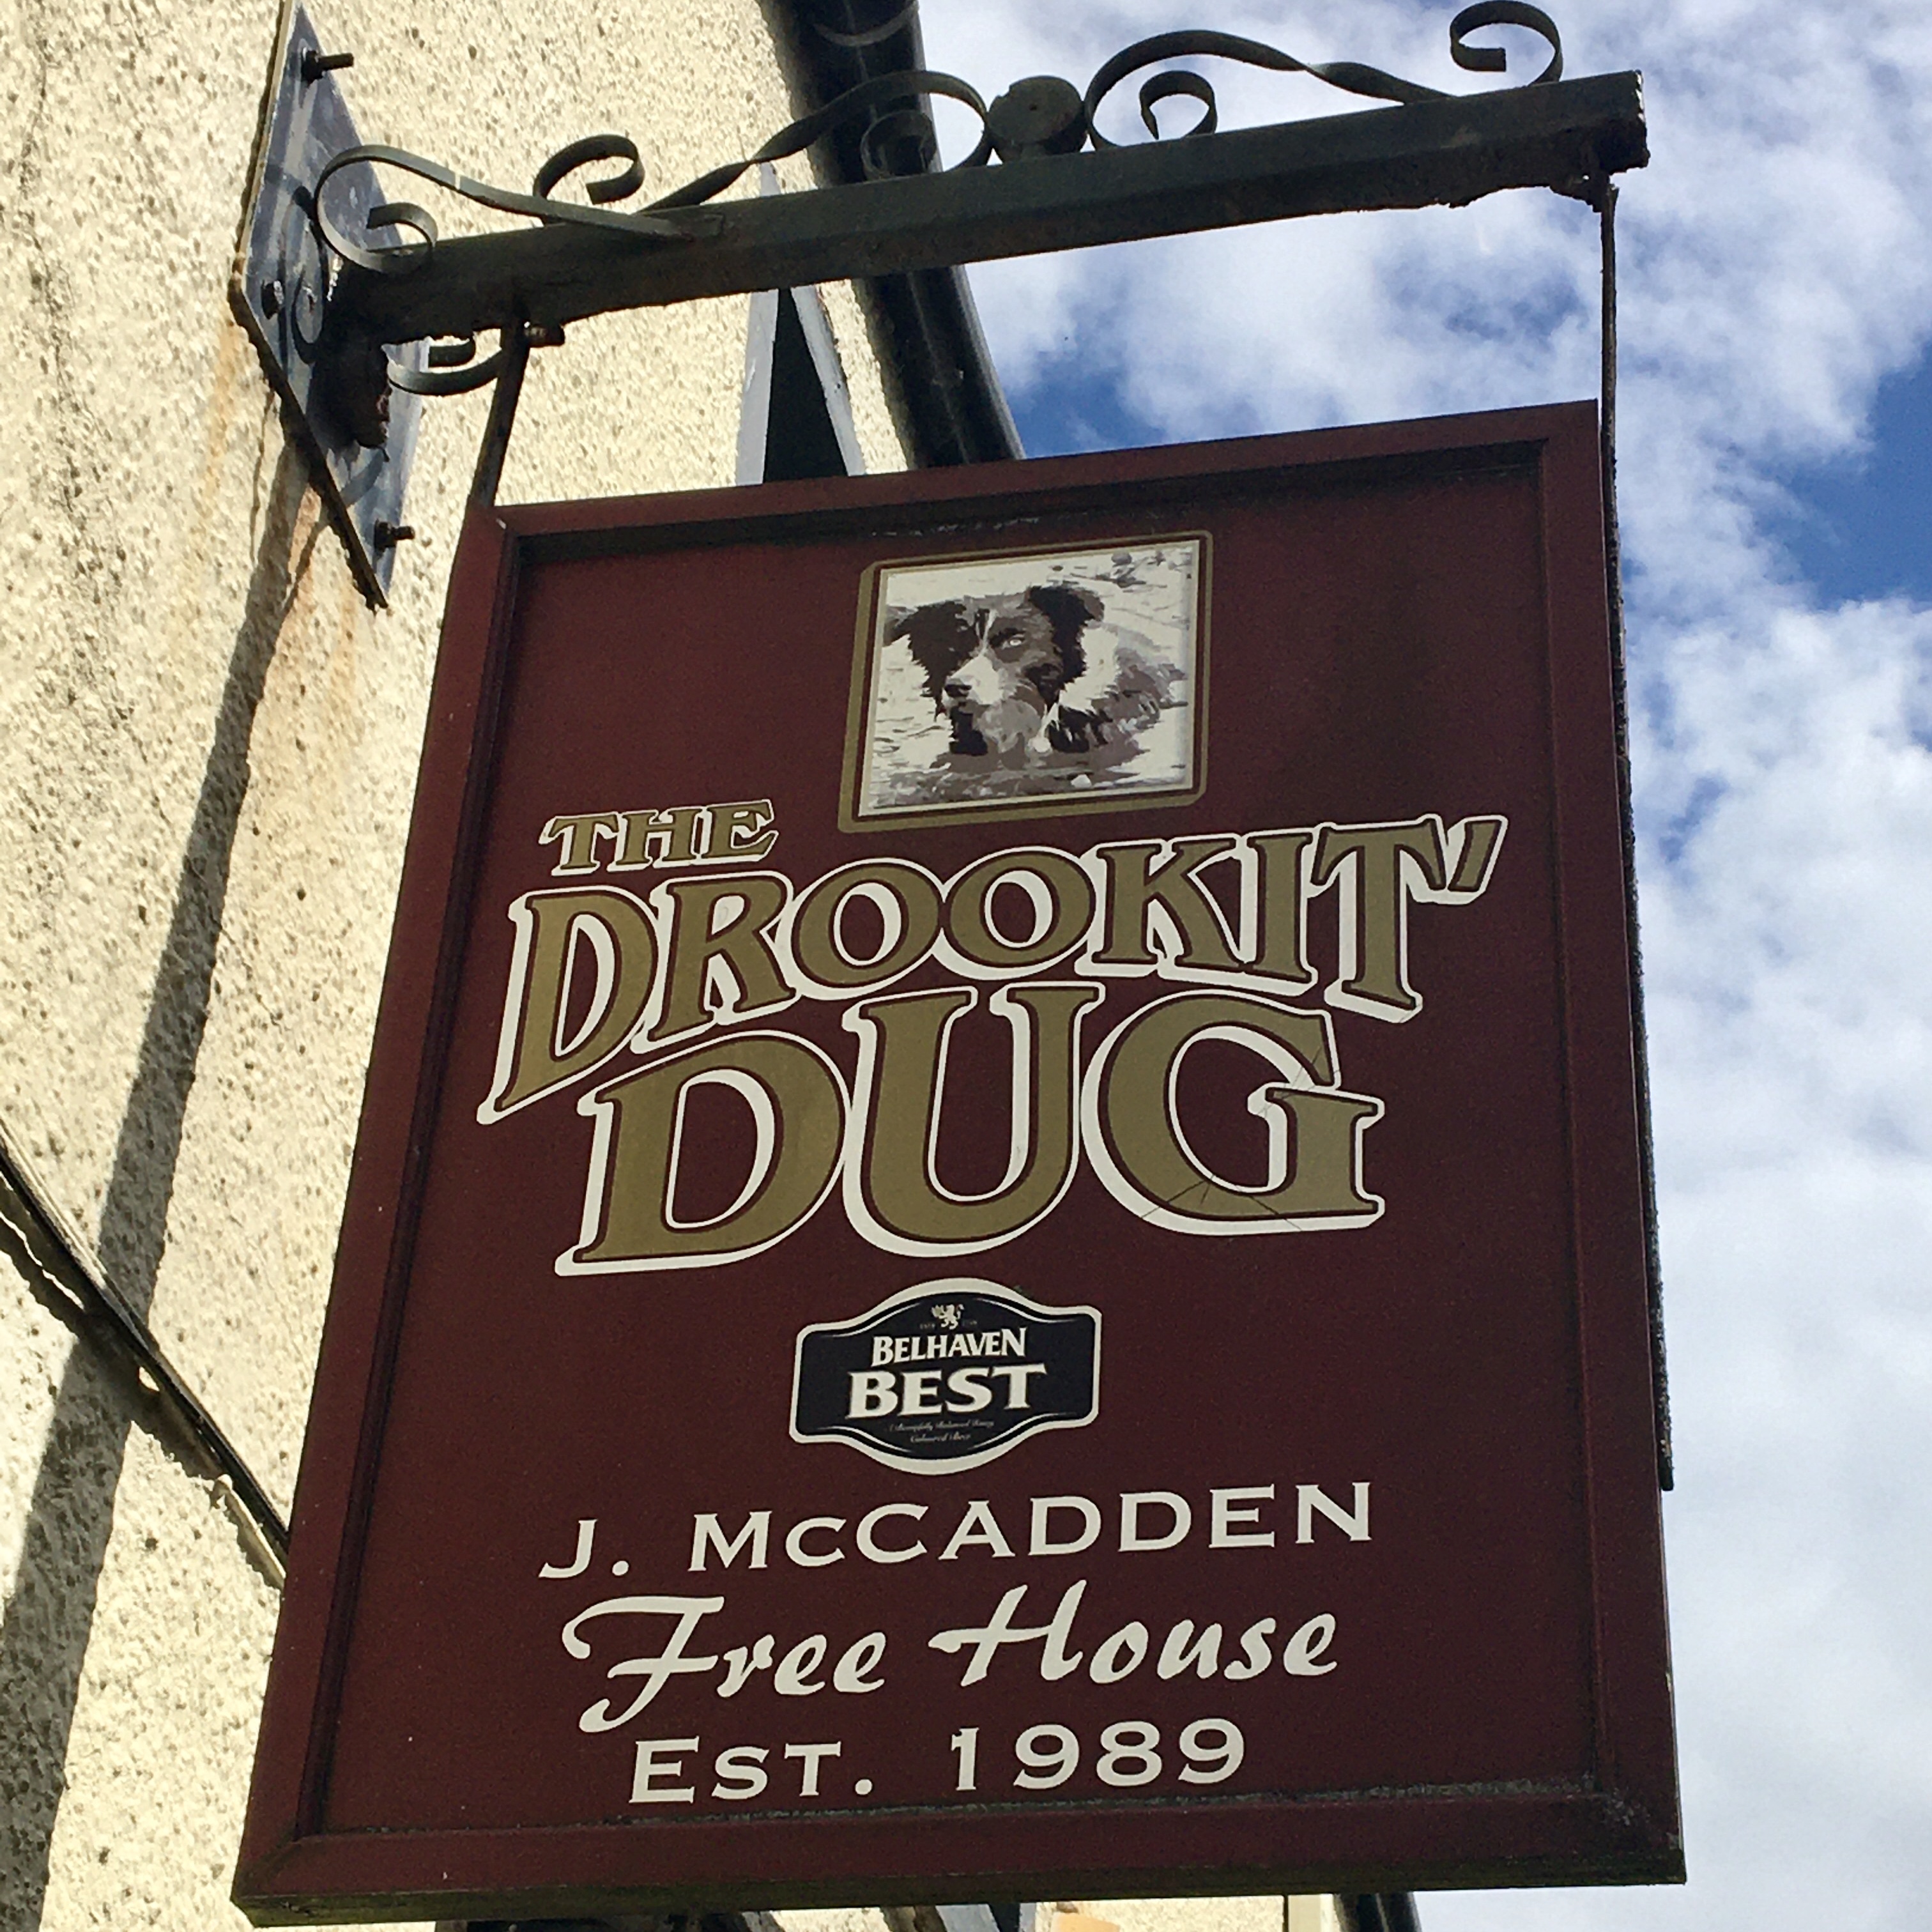 THE
DROOKIT'
DUG
BELHAVEN
BEST
J. McCADDEN
Free House
EST. 1989